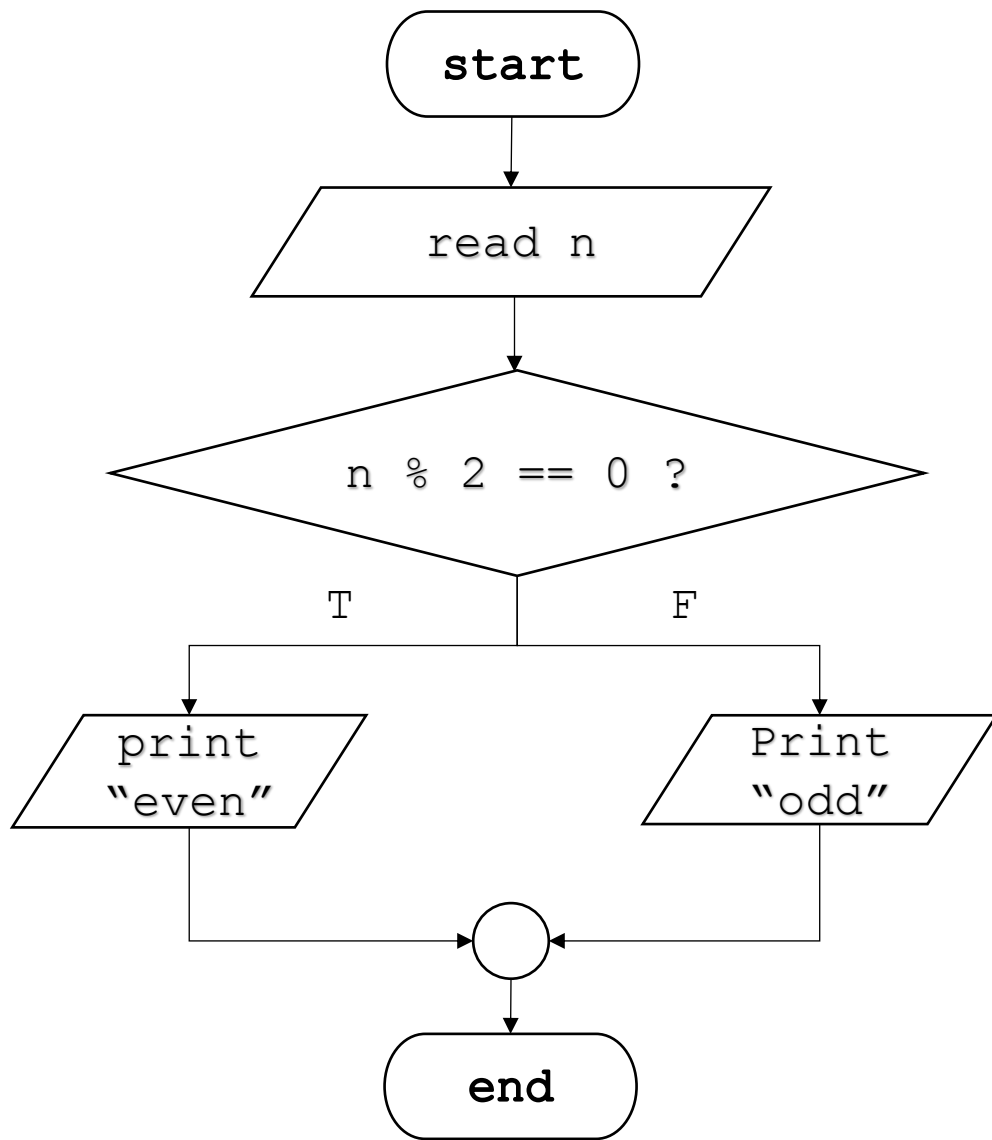 start
read n
n % 2 == 0 ?
T
F
print
“even”
Print
“odd”
end